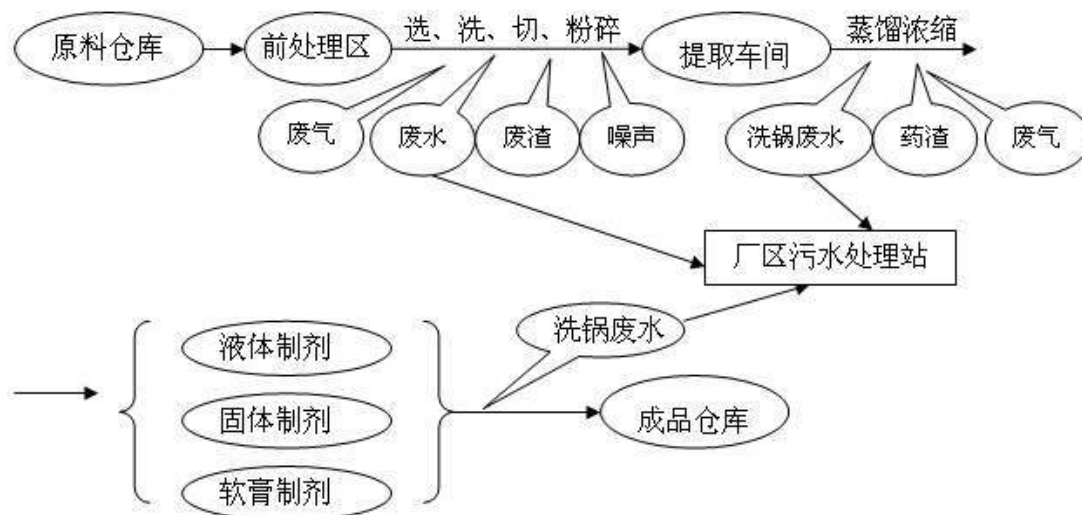 原料仓库
前处理区
选、洗、切、粉碎
提取车间
蒸馏浓缩
废气
废水
废渣
噪声
洗锅废水
药渣
废气
厂区污水处理站
洗锅废水
液体制剂
固体制剂
软膏制剂
成品仓库